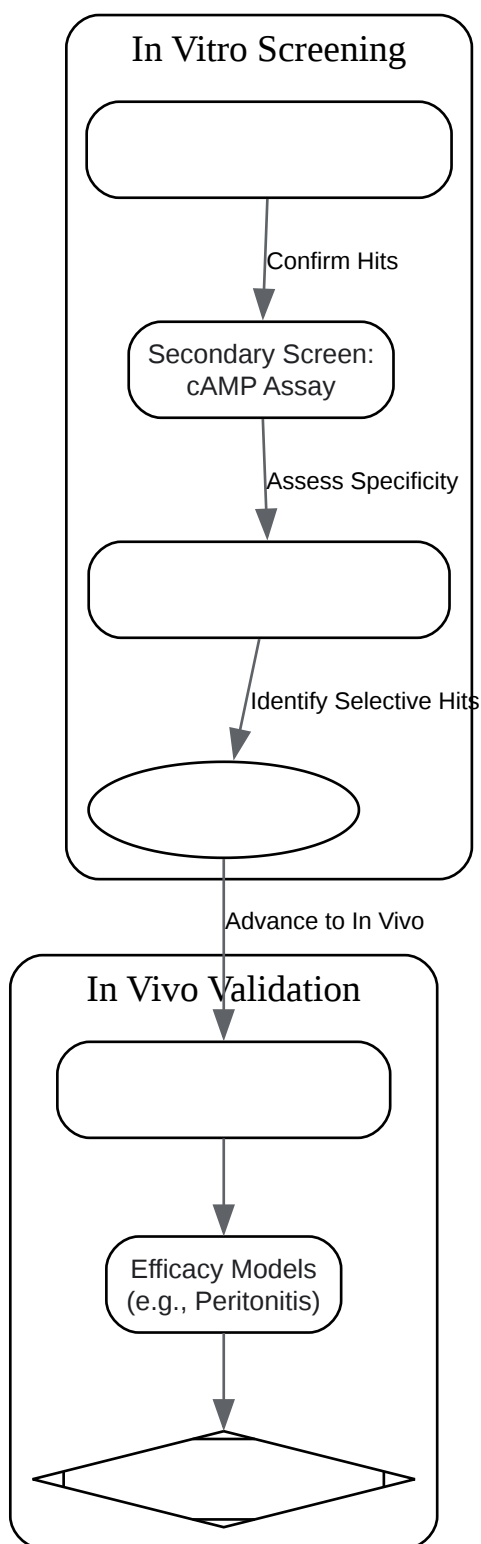 In Vitro Screening
Confirm Hits
Secondary Screen:
cAMP Assay
Assess Specificity
Identify Selective Hits
Advance to In Vivo
In Vivo Validation
Efficacy Models
(e.g., Peritonitis)